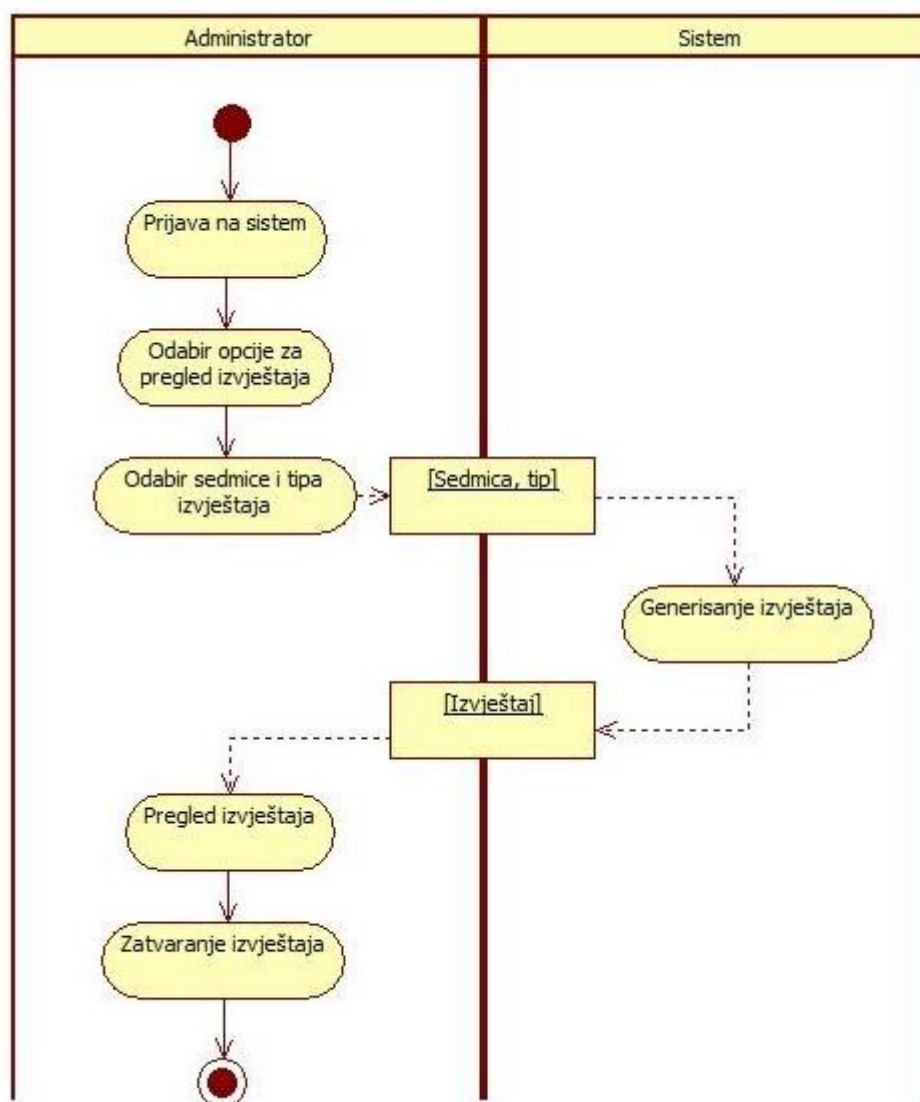 Administrator
Sistem
Prijava na sistem
Odabir opcije za
pregled izvještaja
Odabir sedmice i tipa
izvještaja
[Sedmica, tip]
Generisanje izvještaja
[Izvještaj]
Pregled izvještaja
Zatvaranje izvještaja